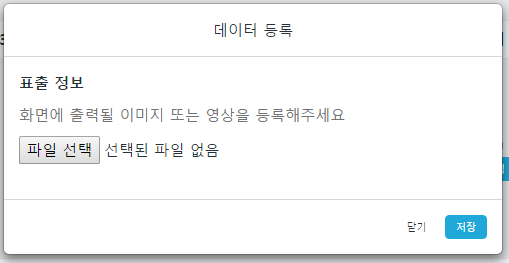 데이터 등록
표출 정보
화면에 출력될 이미지 또는 영상을 등록해주세요
파일 선택 선택된 파일 없음
닫기 저장